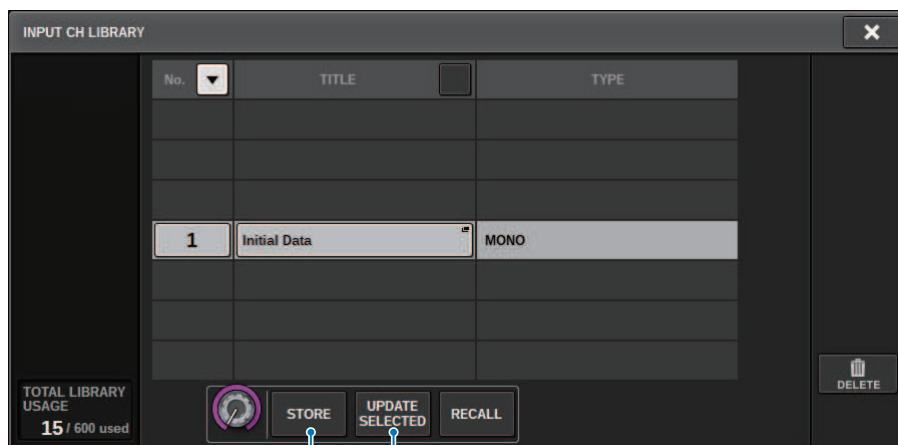 INPUT CH LIBRARY
No. TITLE TYPE
1 Initial Data MONO
TOTAL LIBRARY
USAGE
15 / 600 used
STORE
UPDATE
SELECTED
RECALL
DELETE